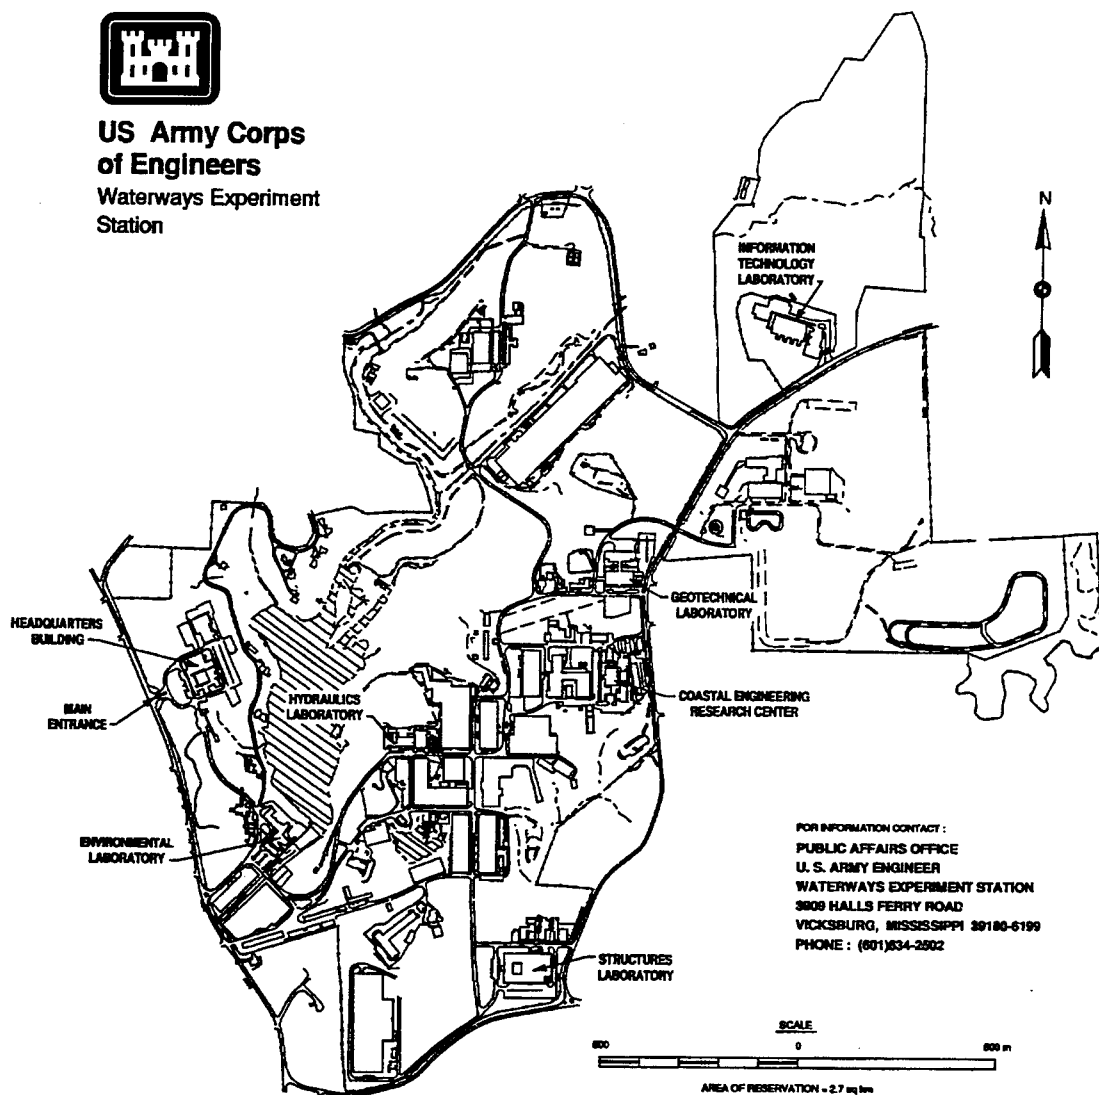 US Army Corps
of Engineers
Waterways Experiment
Station
N
INFORMATION
TECHNOLOGY
LABORATORY
GEOTECHNICAL
LABORATORY
HEADQUARTERS
BUILDING
MAIN
ENTRANCE
HYDRAULICS
LABORATORY
COASTAL ENGINEERING
RESEARCH CENTER
ENVIRONMENTAL
LABORATORY
STRUCTURES
LABORATORY
FOR INFORMATION CONTACT :
PUBLIC AFFAIRS OFFICE
U. S. ARMY ENGINEER
WATERWAYS EXPERIMENT STATION
3909 HALLS FERRY ROAD
VICKSBURG, MISSISSIPPI 39180-6199
PHONE : (601)634-2502
SCALE
500 0 500 m
AREA OF RESERVATION = 2.7 sq km